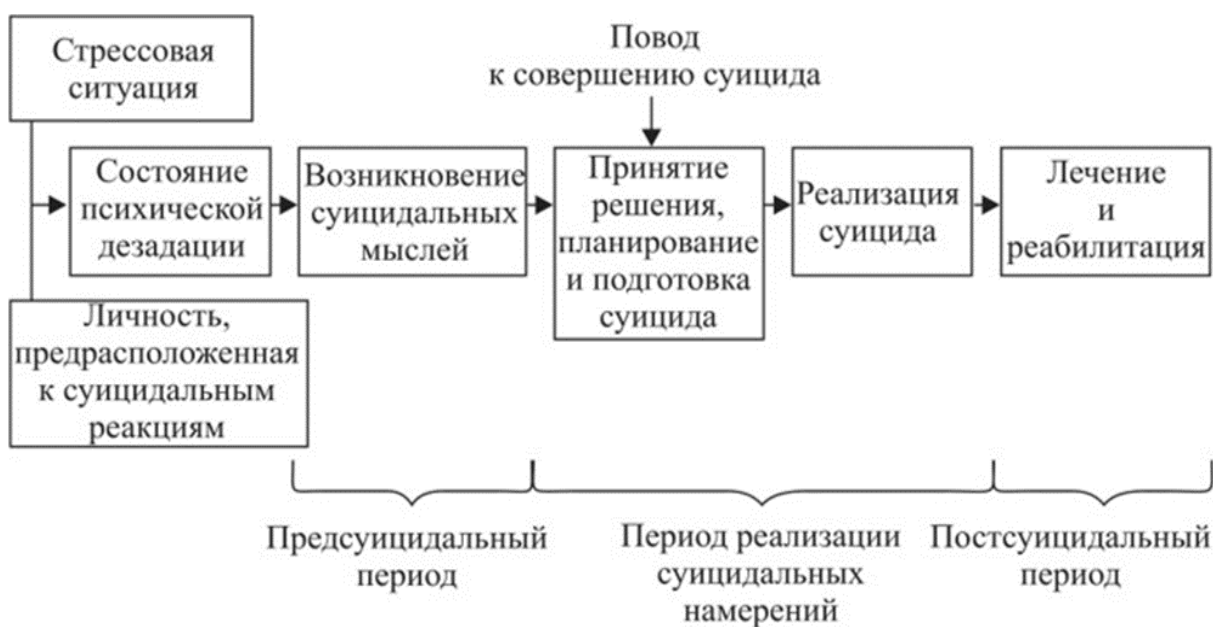 Стрессовая
ситуация
Повод
к совершению суицида
Состояние
психической
дезадации
Возникновение
суицидальных
мыслей
Принятие
решения,
планирование
и подготовка
суицида
Реализация
суицида
Лечение
и
реабилитация
Личность,
предрасположенная
к суицидальным
реакциям
Предсуицидальный
период
Период реализации
суицидальных
намерений
Постсуицидальный
период